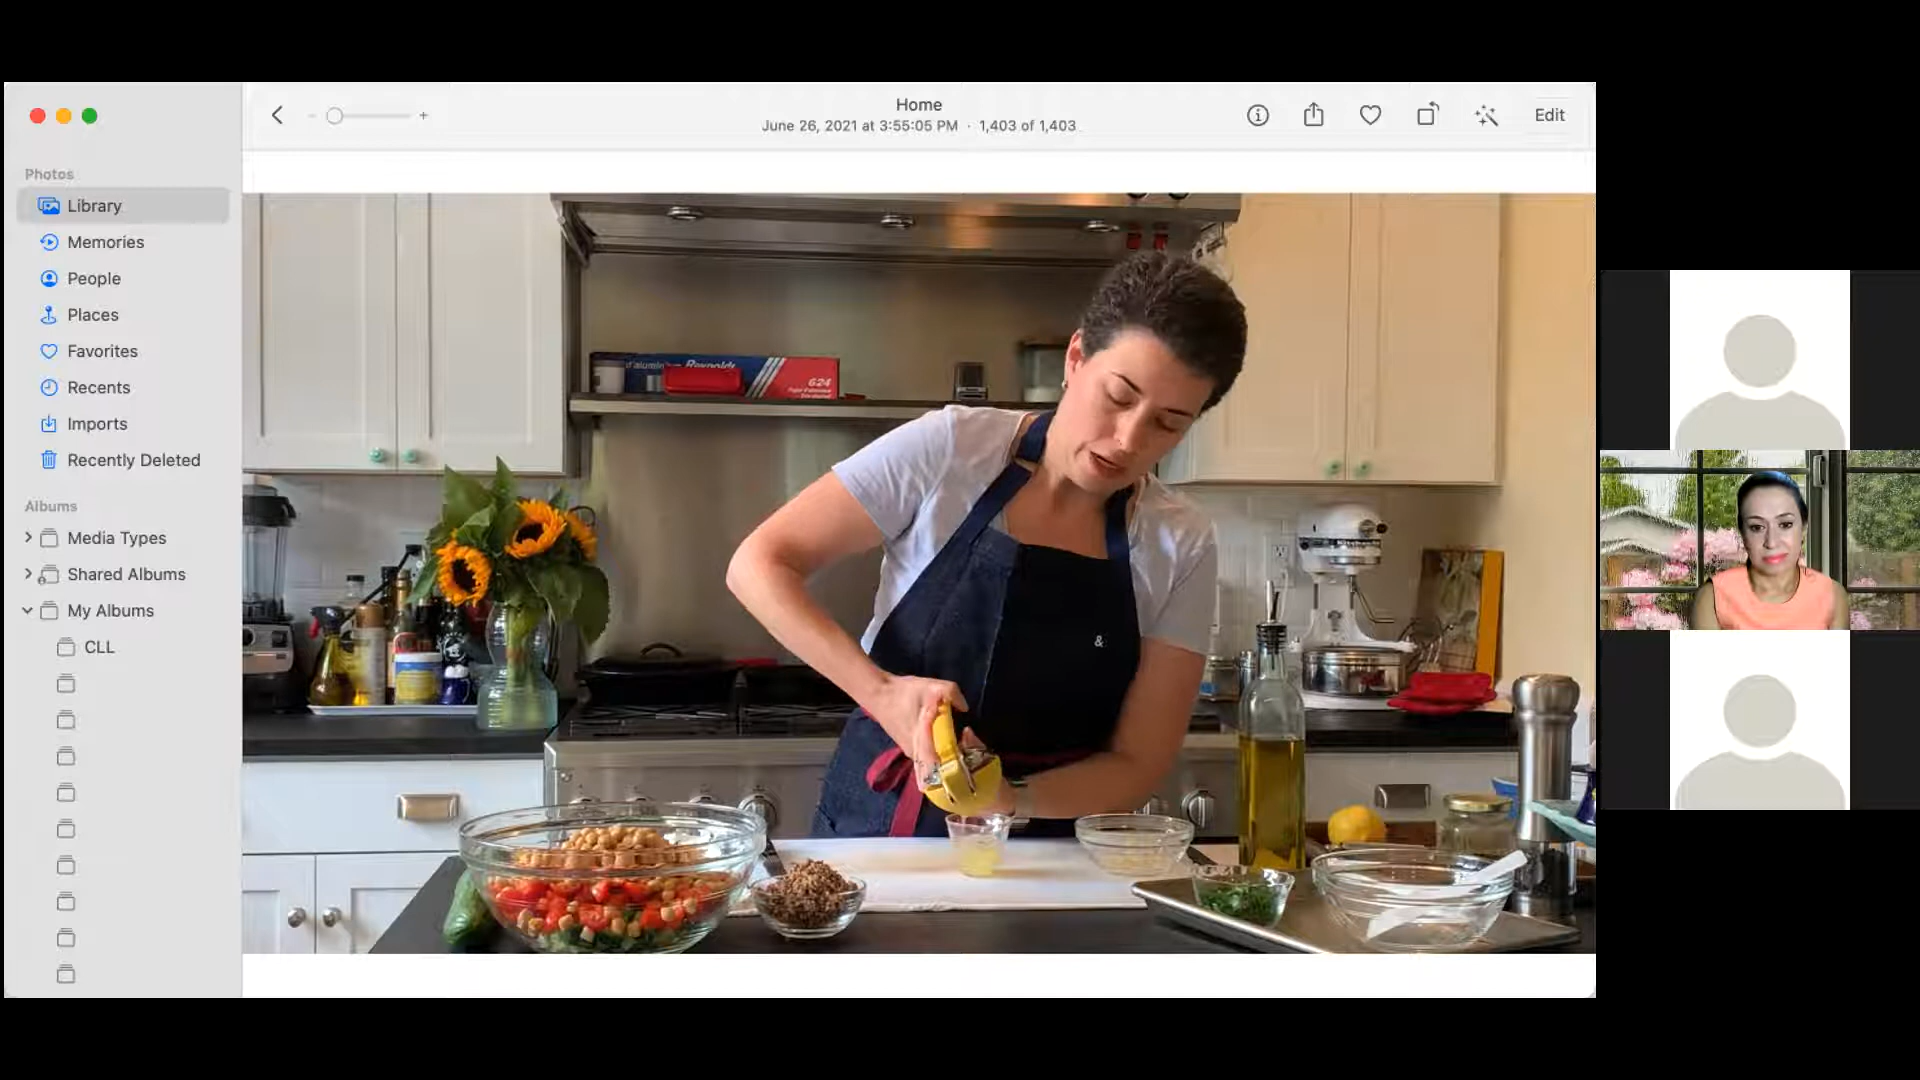 Home
June 26, 2021 at 3:55:05 PM · 1,403 of 1,403
Edit
Photos
Library
Memories
People
Places
Favorites
Recents
Imports
Recently Deleted
Albums
Media Types
Shared Albums
My Albums
CLL
Reynolds
624
&
KitchenAid